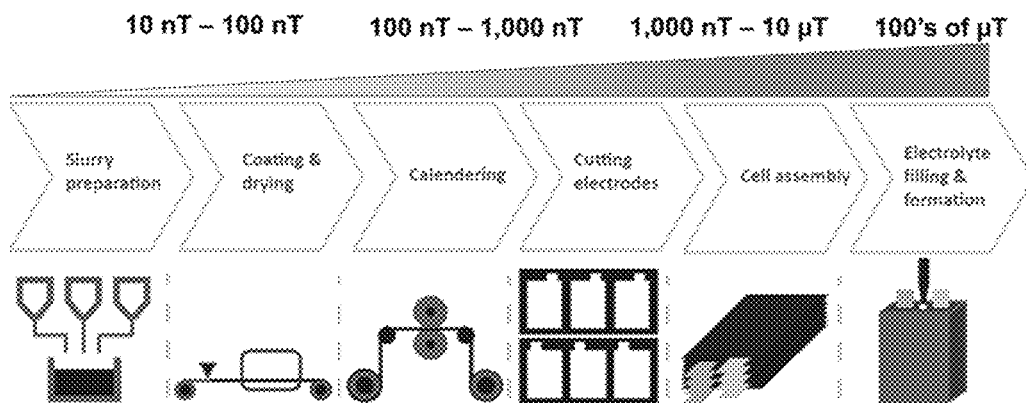 10 nT – 100 nT
100 nT – 1,000 nT
1,000 nT – 10 µT
100's of µT
Slurry
preparation
Coating &
drying
Calendering
Cutting
electrodes
Cell assembly
Electrolyte
filling &
formation